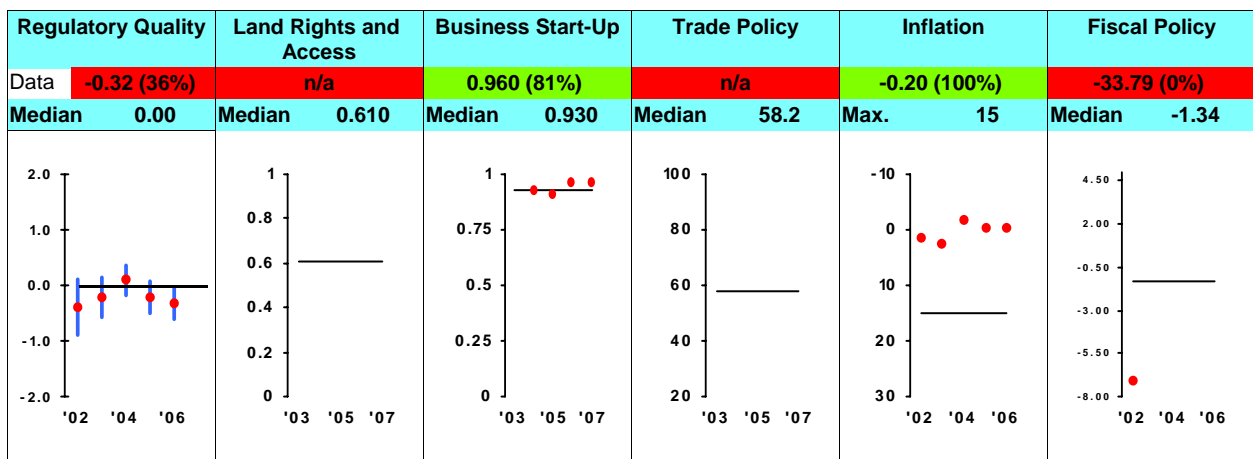 Regulatory Quality
Land Rights and
Access
Business Start-Up
Trade Policy
Inflation
Fiscal Policy
Data -0.32 (36%)
n/a
0.960 (81%)
n/a
-0.20 (100%)
-33.79 (0%)
Median 0.00
Median 0.610
Median 0.930
Median 58.2
Max. 15
Median -1.34
2.0
1.0
0.0
-1.0
-2.0
'02 '04 '06
1
0.8
0.6
0.4
0.2
0
'03 '05 '07
1
0.75
0.5
0.25
0
'03 '05 '07
100
80
60
40
20
'03 '05 '07
-10
0
10
20
30
'02 '04 '06
4.50
2.00
-0.50
-3.00
-5.50
-8.00
'02 '04 '06